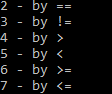 2 - by ==
3 - by !=
4 - by >
5 - by <
6 - by >=
7 - by <=